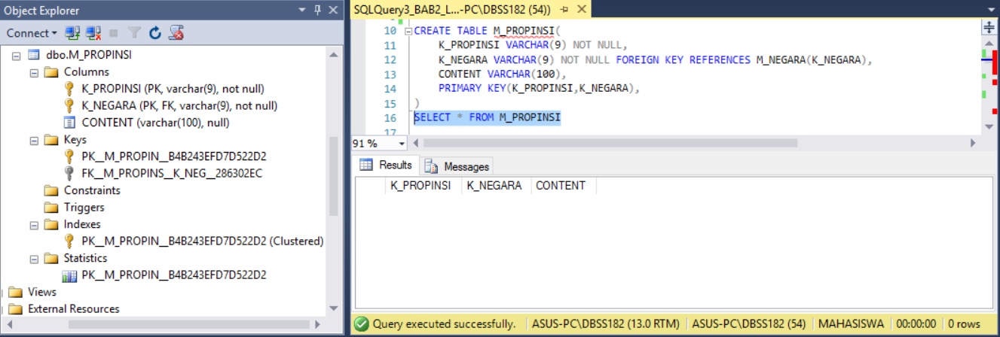 Object Explorer
Connect
dbo.M_PROPINSI
Columns
K_PROPINSI (PK, varchar(9), not null)
K_NEGARA (PK, FK, varchar(9), not null)
CONTENT (varchar(100), null)
Keys
PK__M_PROPIN__B4B243EFD7D522D2
FK__M_PROPINS__K_NEG__286302EC
Constraints
Triggers
Indexes
PK__M_PROPIN__B4B243EFD7D522D2 (Clustered)
Statistics
PK__M_PROPIN__B4B243EFD7D522D2
Views
External Resources
SQLQuery3_BAB2_L...-PC\DBSS182 (54))
10 CREATE TABLE M_PROPINSI(
11 K_PROPINSI VARCHAR(9) NOT NULL,
12 K_NEGARA VARCHAR(9) NOT NULL FOREIGN KEY REFERENCES M_NEGARA(K_NEGARA),
13 CONTENT VARCHAR(100),
14 PRIMARY KEY(K_PROPINSI,K_NEGARA),
15 )
16 SELECT * FROM M_PROPINSI
17
91 %
Results Messages
K_PROPINSI K_NEGARA CONTENT
Query executed successfully. ASUS-PC\DBSS182 (13.0 RTM) ASUS-PC\DBSS182 (54) MAHASISWA 00:00:00 0 rows